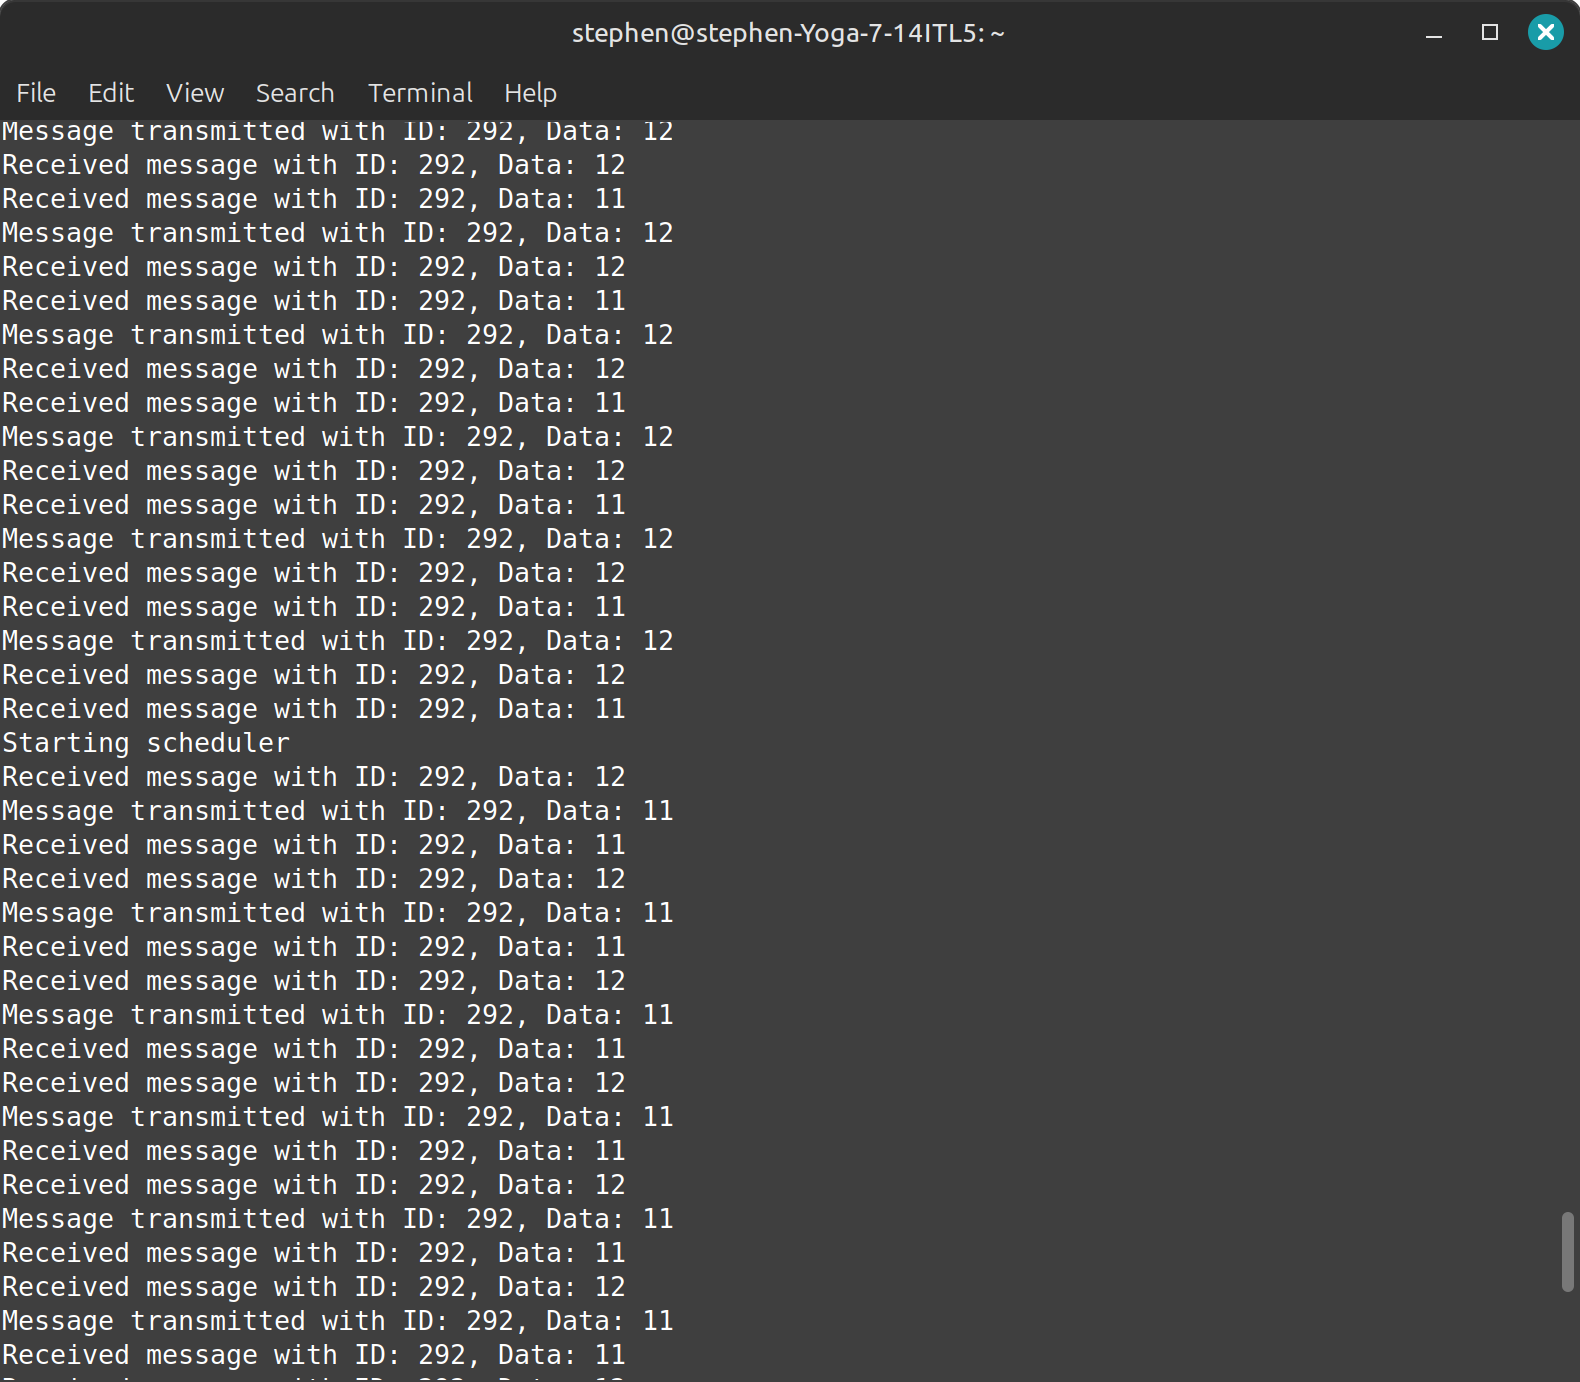 stephen@stephen-Yoga-7-14ITL5: ~
File Edit View Search Terminal Help
Message transmitted with ID: 292, Data: 12
Received message with ID: 292, Data: 12
Received message with ID: 292, Data: 11
Message transmitted with ID: 292, Data: 12
Received message with ID: 292, Data: 12
Received message with ID: 292, Data: 11
Message transmitted with ID: 292, Data: 12
Received message with ID: 292, Data: 12
Received message with ID: 292, Data: 11
Message transmitted with ID: 292, Data: 12
Received message with ID: 292, Data: 12
Received message with ID: 292, Data: 11
Message transmitted with ID: 292, Data: 12
Received message with ID: 292, Data: 12
Received message with ID: 292, Data: 11
Message transmitted with ID: 292, Data: 12
Received message with ID: 292, Data: 12
Received message with ID: 292, Data: 11
Starting scheduler
Received message with ID: 292, Data: 12
Message transmitted with ID: 292, Data: 11
Received message with ID: 292, Data: 11
Received message with ID: 292, Data: 12
Message transmitted with ID: 292, Data: 11
Received message with ID: 292, Data: 11
Received message with ID: 292, Data: 12
Message transmitted with ID: 292, Data: 11
Received message with ID: 292, Data: 11
Received message with ID: 292, Data: 12
Message transmitted with ID: 292, Data: 11
Received message with ID: 292, Data: 11
Received message with ID: 292, Data: 12
Message transmitted with ID: 292, Data: 11
Received message with ID: 292, Data: 11
Received message with ID: 292, Data: 12
Message transmitted with ID: 292, Data: 11
Received message with ID: 292, Data: 11